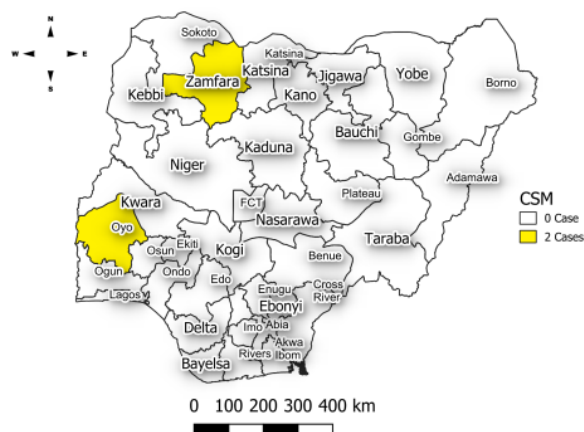 N
W E
S
Sokoto
Katsina
Katsina
Zamfara
Jigawa
Yobe
Borno
Kebbi
Kano
Bauchi
Gombe
Kaduna
Niger
Adamawa
Plateau
Kwara
FCT
Nasarawa
Taraba
Oyo
Osun
Ekiti
Kogi
Benue
Ogun
Ondo
Edo
Lagos
Enugu
Cross
River
Ebonyi
Delta
Imo
Abia
Akwa
Ibom
Rivers
Bayelsa
CSM
0 Case
2 Cases
0 100 200 300 400 km